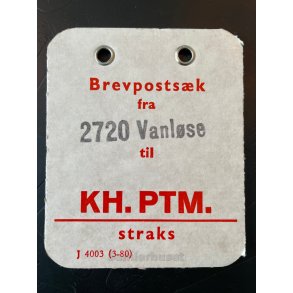 Brevpostsæk
fra
2720 Vanløse
til
KH. PTM.
straks
J 4003 (3-80)